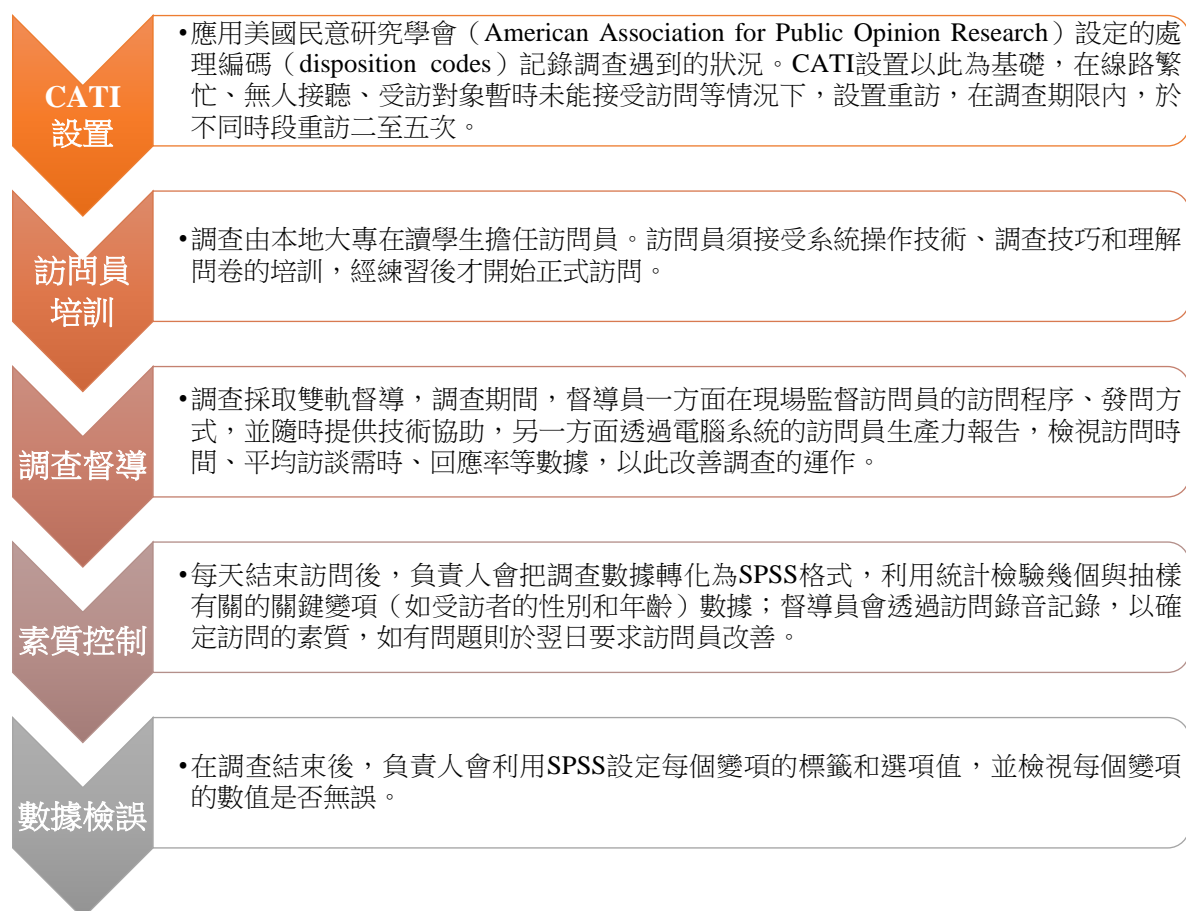 CATI
設置
•應用美國民意研究學會（American Association for Public Opinion Research）設定的處
理編碼（disposition codes）記錄調查遇到的狀況。CATI設置以此為基礎，在線路繁
忙、無人接聽、受訪對象暫時未能接受訪問等情況下，設置重訪，在調查期限內，於
不同時段重訪二至五次。
訪問員
培訓
•調查由本地大專在讀學生擔任訪問員。訪問員須接受系統操作技術、調查技巧和理解
問卷的培訓，經練習後才開始正式訪問。
調查督導
•調查採取雙軌督導，調查期間，督導員一方面在現場監督訪問員的訪問程序、發問方
式，並隨時提供技術協助，另一方面透過電腦系統的訪問員生產力報告，檢視訪問時
間、平均訪談需時、回應率等數據，以此改善調查的運作。
素質控制
•每天結束訪問後，負責人會把調查數據轉化為SPSS格式，利用統計檢驗幾個與抽樣
有關的關鍵變項（如受訪者的性別和年齡）數據；督導員會透過訪問錄音記錄，以確
定訪問的素質，如有問題則於翌日要求訪問員改善。
數據檢誤
•在調查結束後，負責人會利用SPSS設定每個變項的標籤和選項值，並檢視每個變項
的數值是否無誤。